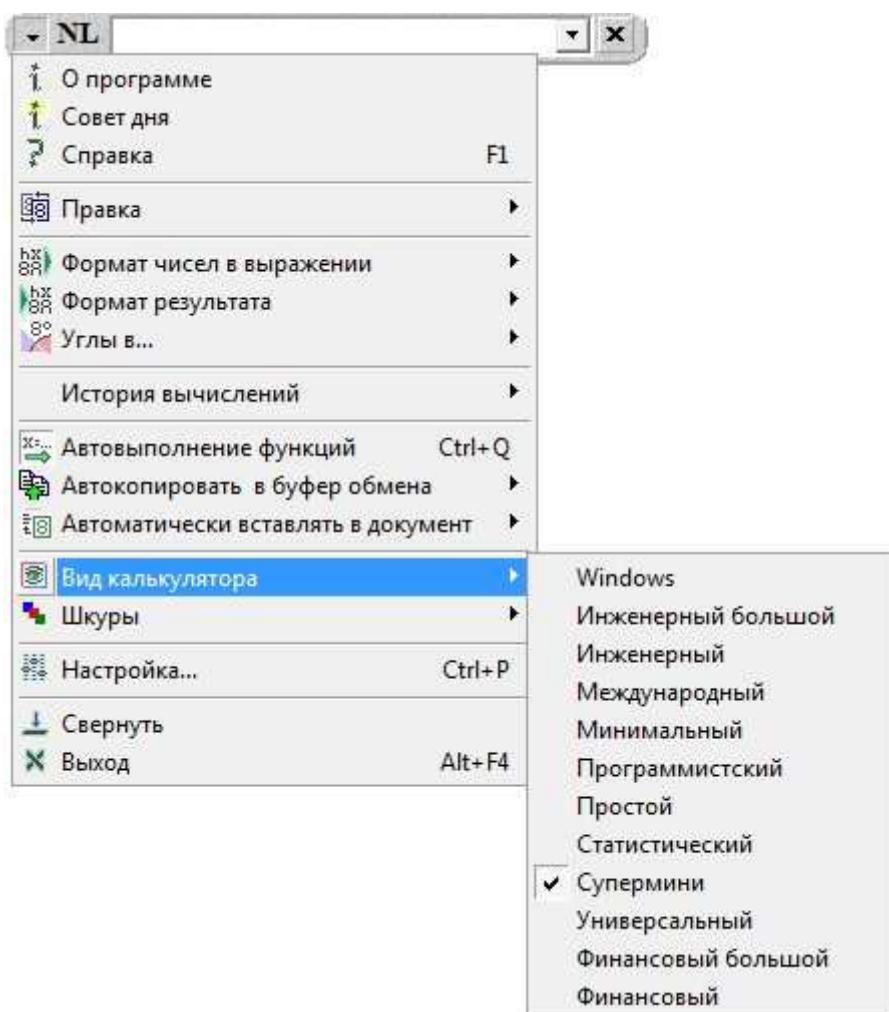 NL
О программе
Совет дня
Справка F1
Правка
Формат чисел в выражении
Формат результата
Углы в...
История вычислений
Автовыполнение функций Ctrl+Q
Автокопировать в буфер обмена
Автоматически вставлять в документ
Вид калькулятора
Шкуры
Настройка... Ctrl+P
Свернуть
Выход Alt+F4
Windows
Инженерный большой
Инженерный
Международный
Минимальный
Программистский
Простой
Статистический
Супермини
Универсальный
Финансовый большой
Финансовый